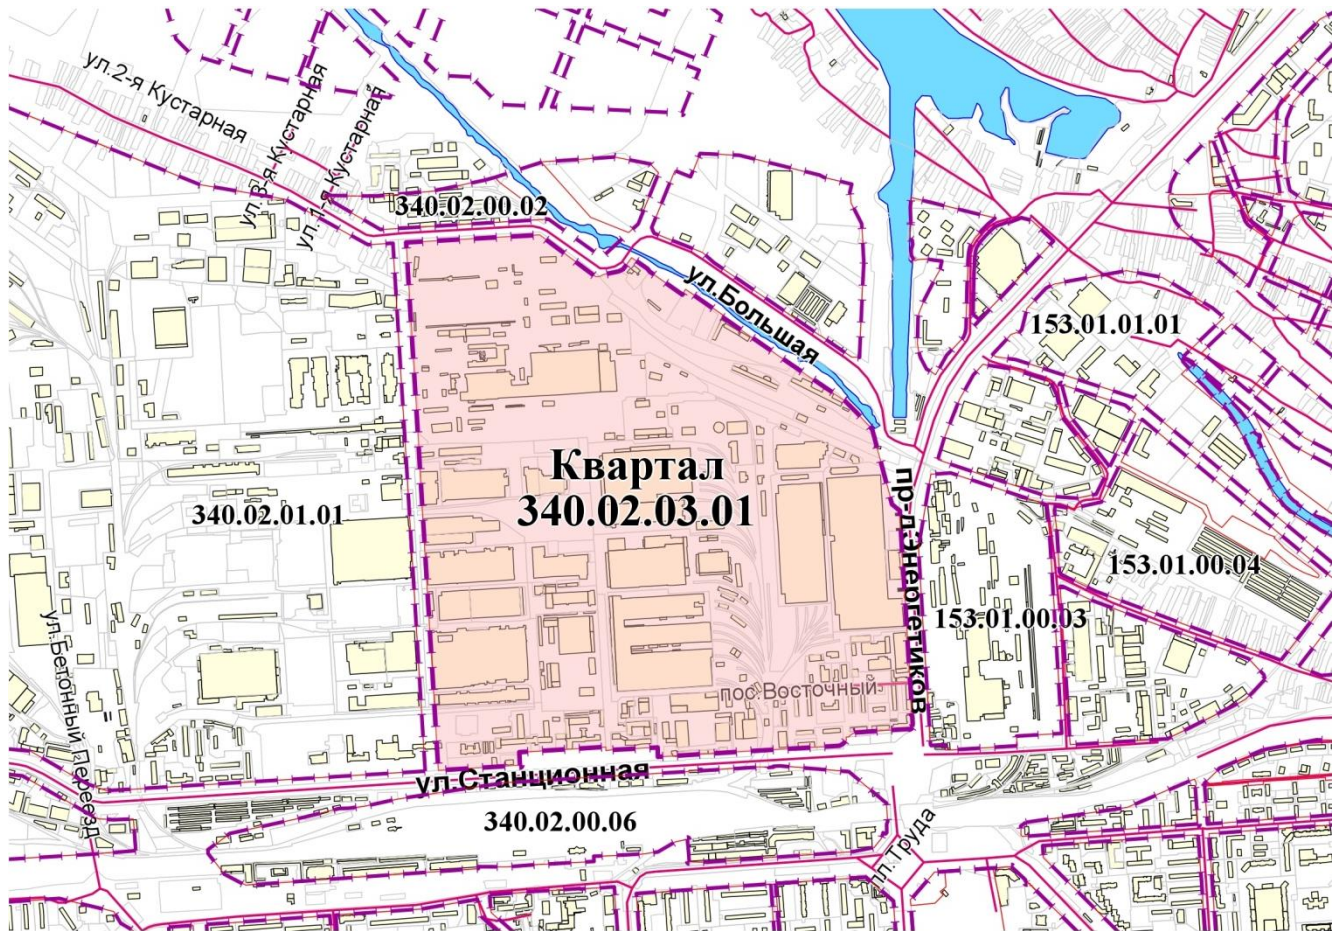 ул.2-я Кустарная
ул.3-я Кустарная
ул.1-я Кустарная
340.02.00.02
ул.Большая
153.01.01.01
Квартал
340.02.03.01
340.02.01.01
пр-д.Энергетиков
153.01.00.04
153.01.00.03
ул.Бетонный Переезд
пос.Восточный
ул.Станционная
340.02.00.06
пл.Труда